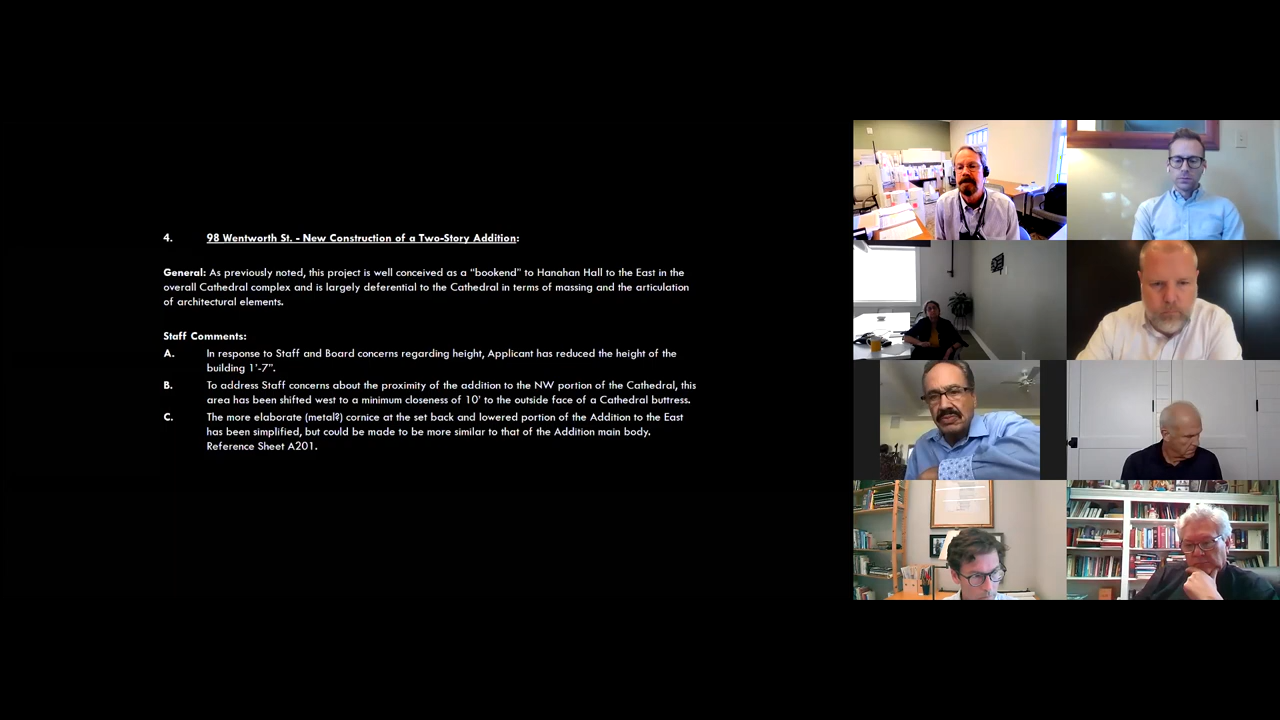 4. 98 Wentworth St. - New Construction of a Two-Story Addition:
General: As previously noted, this project is well conceived as a "bookend" to Hanahan Hall to the East in the
overall Cathedral complex and is largely deferential to the Cathedral in terms of massing and the articulation
of architectural elements.
Staff Comments:
A. In response to Staff and Board concerns regarding height, Applicant has reduced the height of the
building 1'-7".
B. To address Staff concerns about the proximity of the addition to the NW portion of the Cathedral, this
area has been shifted west to a minimum closeness of 10' to the outside face of a Cathedral buttress.
C. The more elaborate (metal?) cornice at the set back and lowered portion of the Addition to the East
has been simplified, but could be made to be more similar to that of the Addition main body.
Reference Sheet A201.